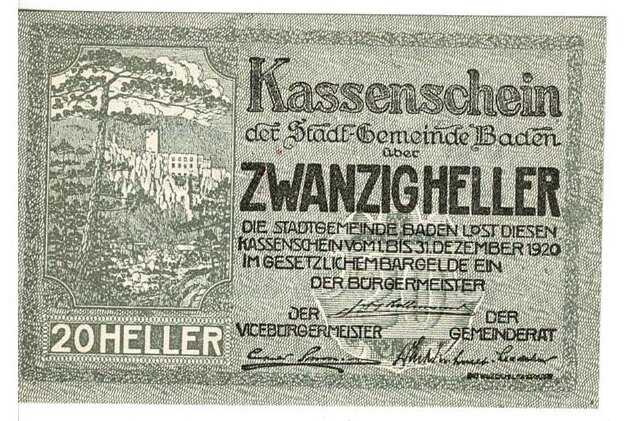 Kassenschein
der Stadt-Gemeinde Baden
über
ZWANZIG HELLER
DIE STADTGEMEINDE BADEN LÖST DIESEN
KASSENSCHEIN VOM 1. BIS 31. DEZEMBER 1920
IM GESETZLICHEM BARGELDE EIN
DER BÜRGERMEISTER
DER
VICEBÜRGERMEISTER
DER
GEMEINDERAT
20 HELLER